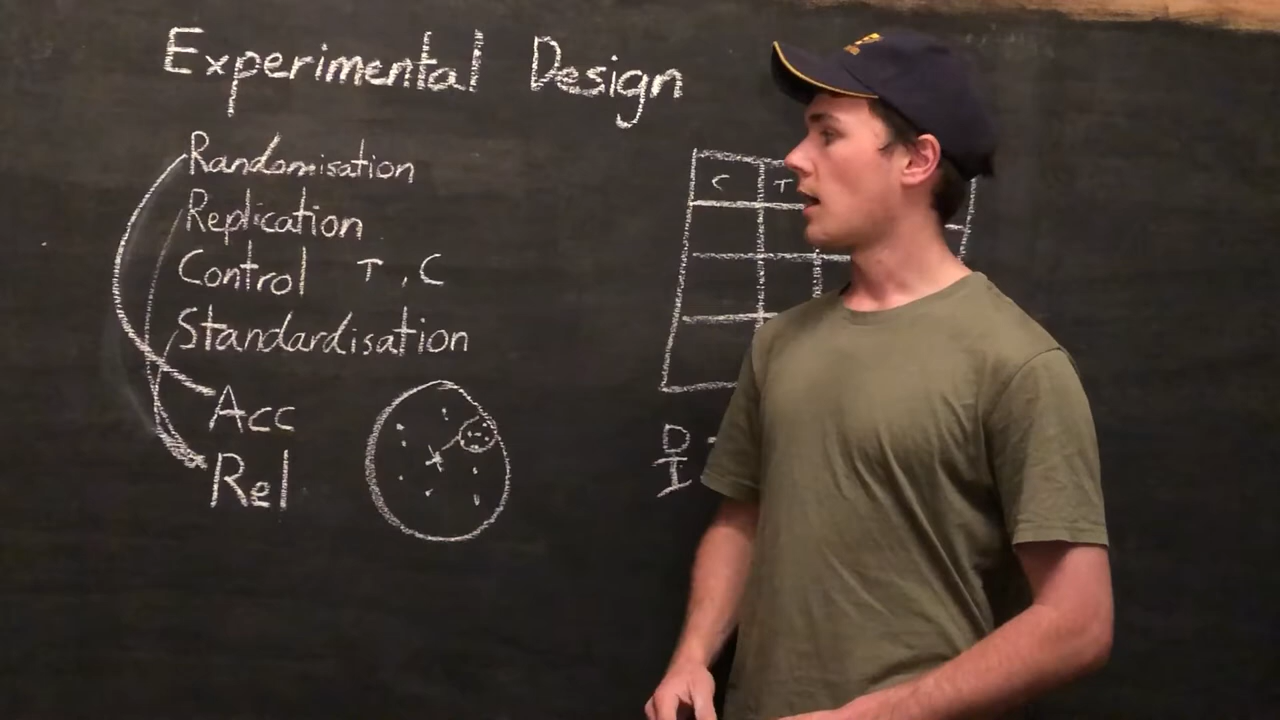 Experimental Design
Randomisation
Replication
Control T , C
Standardisation
Acc
Rel
C T
D
I